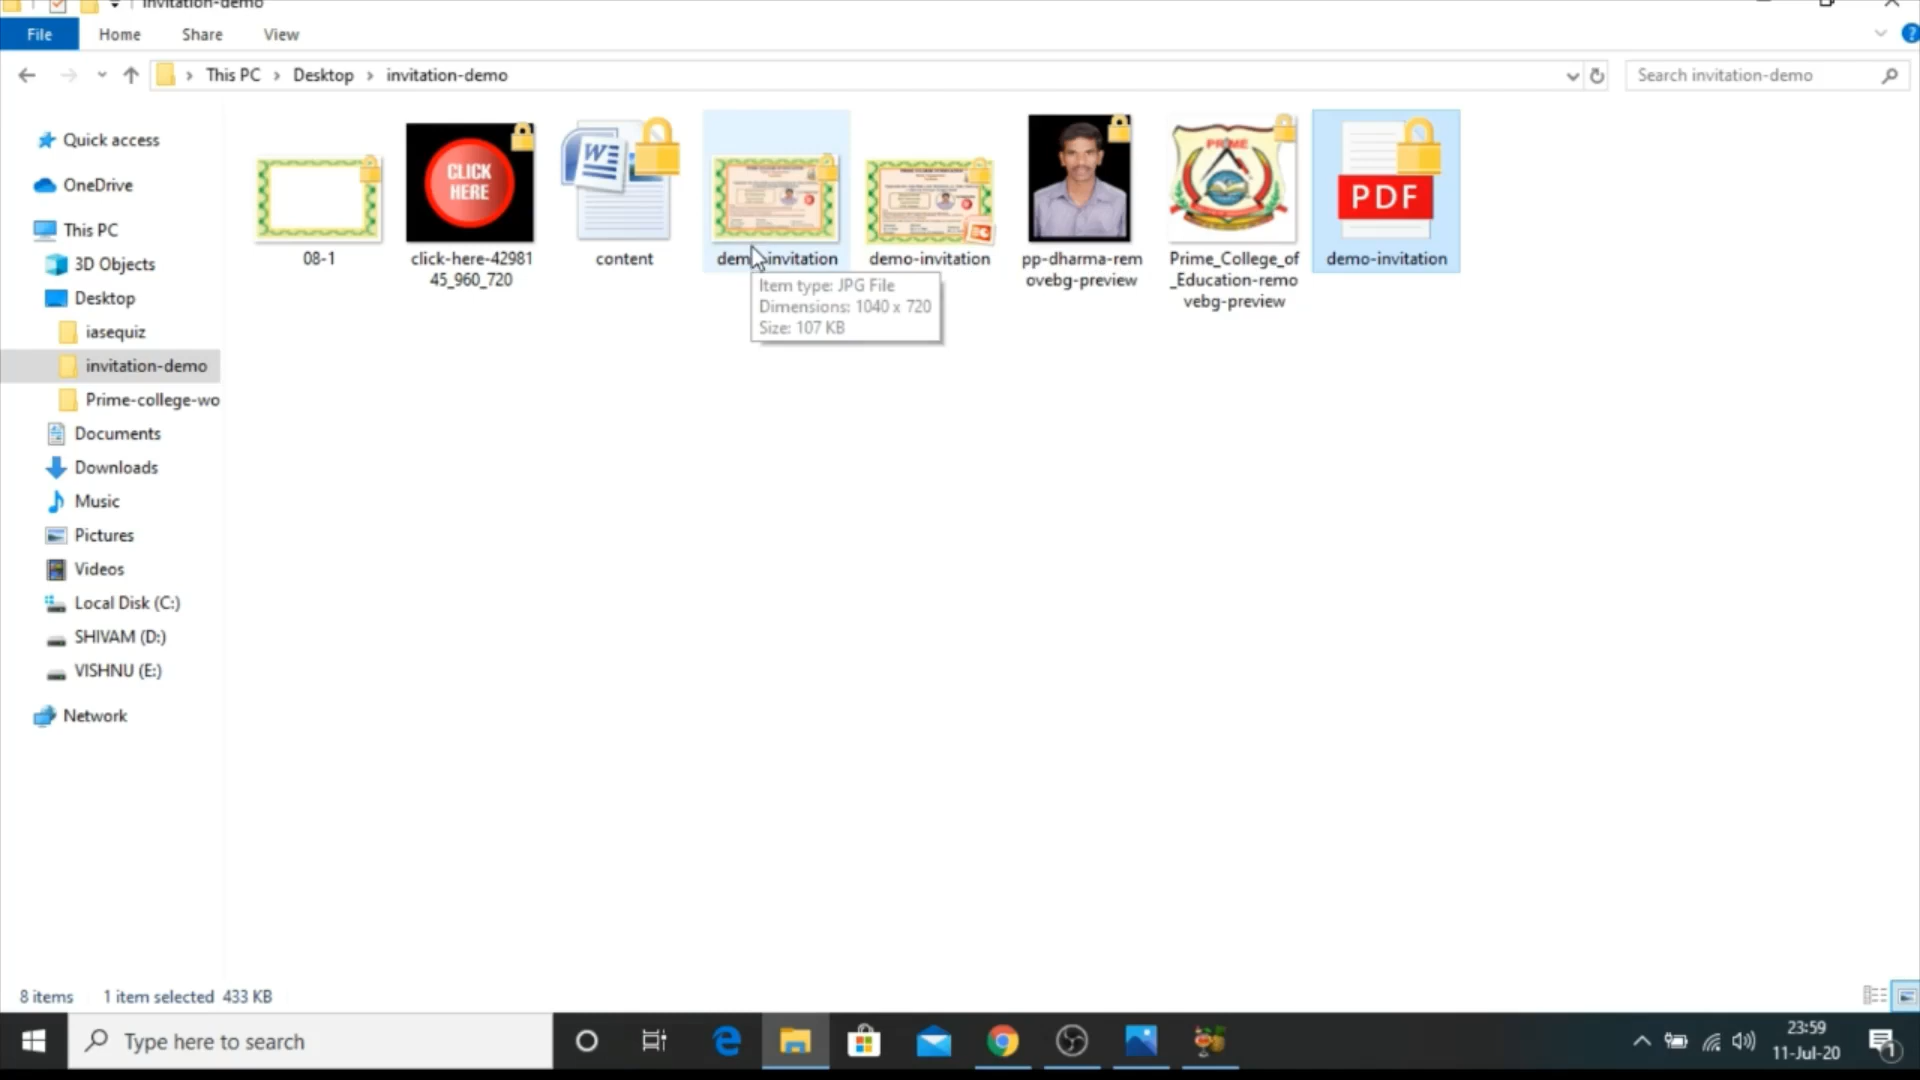 invitation-demo
File Home Share View
This PC Desktop invitation-demo
Search invitation-demo
Quick access
OneDrive
This PC
3D Objects
Desktop
iasequiz
invitation-demo
Prime-college-wo
Documents
Downloads
Music
Pictures
Videos
Local Disk (C:)
SHIVAM (D:)
VISHNU (E:)
Network
CLICK
HERE
W
PRIME
PDF
08-1
click-here-42981
45_960_720
content
demo-invitation
demo-invitation
pp-dharma-rem
ovebg-preview
Prime_College_of
_Education-remo
vebg-preview
demo-invitation
Item type: JPG File
Dimensions: 1040 x 720
Size: 107 KB
8 items 1 item selected 433 KB
Type here to search
23:59
11-Jul-20
1